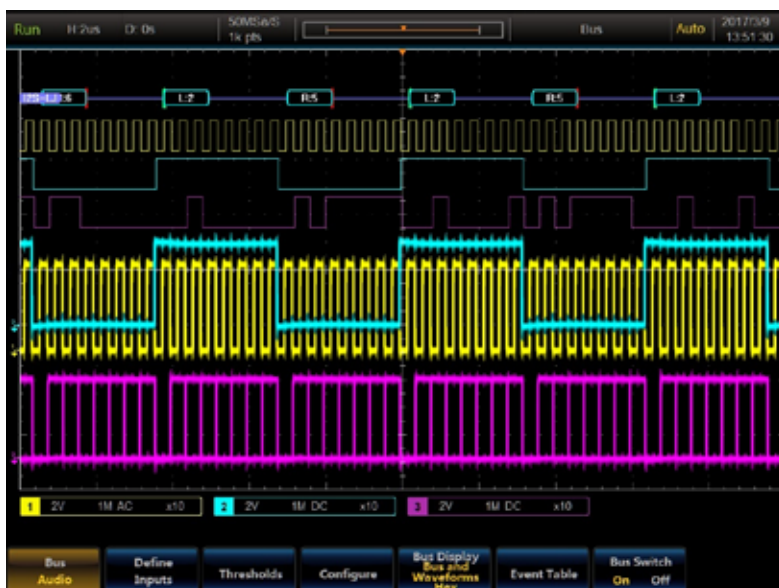 Run H:2us D: 0s 50MSa/S Bus Auto 2017/3/9
1k pts 13:51:30
L:2 R:5 L:2 R:5 L:2
1 2V 1M AC x10 2 2V 1M DC x10 3 2V 1M DC x10
Bus Define Thresholds Configure Bus Display Event Table Bus Switch
Audio Inputs Bus and Waveforms On Off
Hex